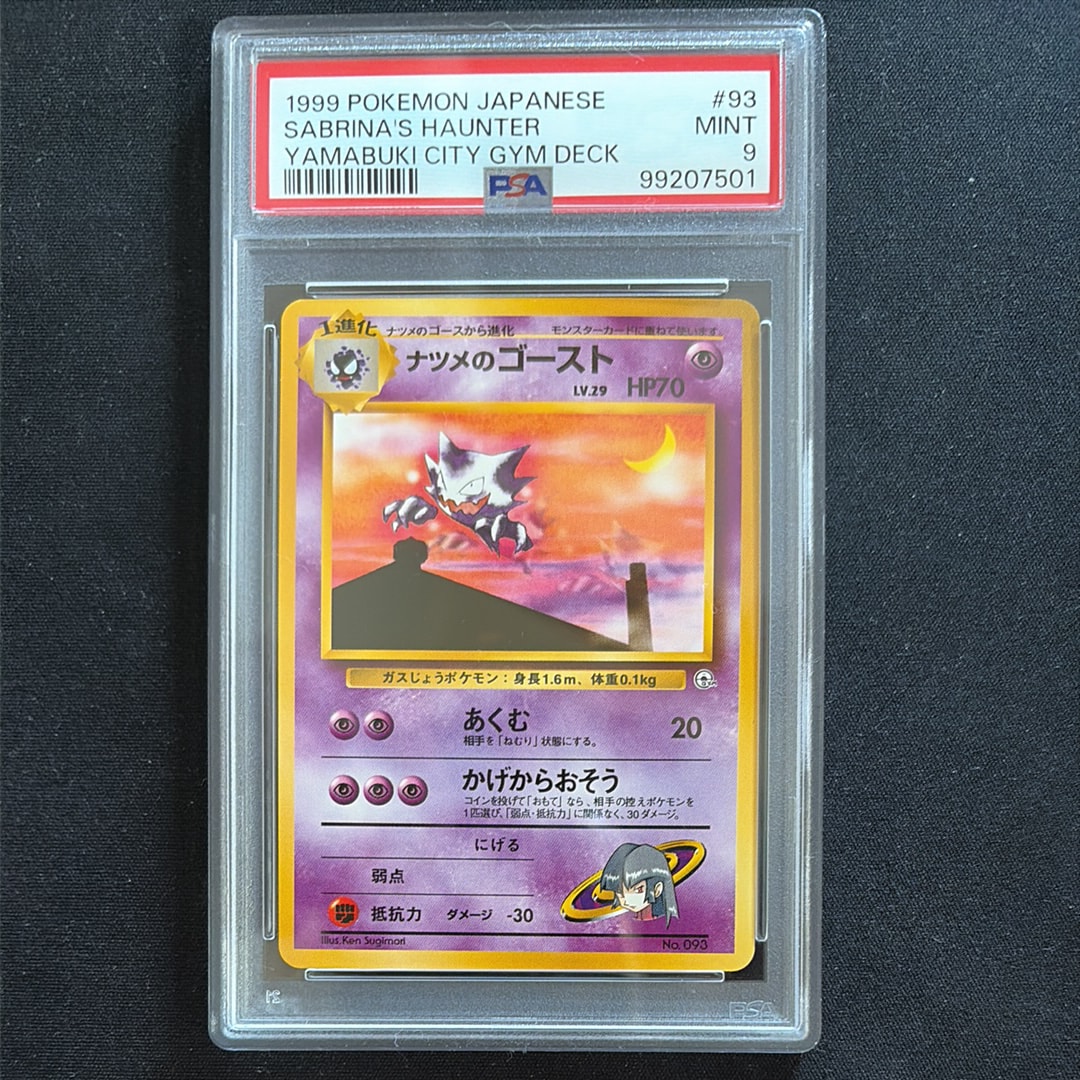 1999 POKEMON JAPANESE #93
SABRINA'S HAUNTER MINT
YAMABUKI CITY GYM DECK 9
PSA 99207501
1進化 ナツメのゴースから進化 モンスターカードに重ねて使います。
ナツメのゴースト
LV.29 HP70
ガスじょうポケモン：身長1.6m、体重0.1kg
あくむ 20
相手を「ねむり」状態にする。
かげからおそう
コインを投げて「おもて」なら、相手の控えポケモンを
1匹選び、「弱点・抵抗力」に関係なく、30ダメージ。
にげる
弱点
闘 抵抗力 ダメージ -30
Illus. Ken Sugimori No. 093
PSA